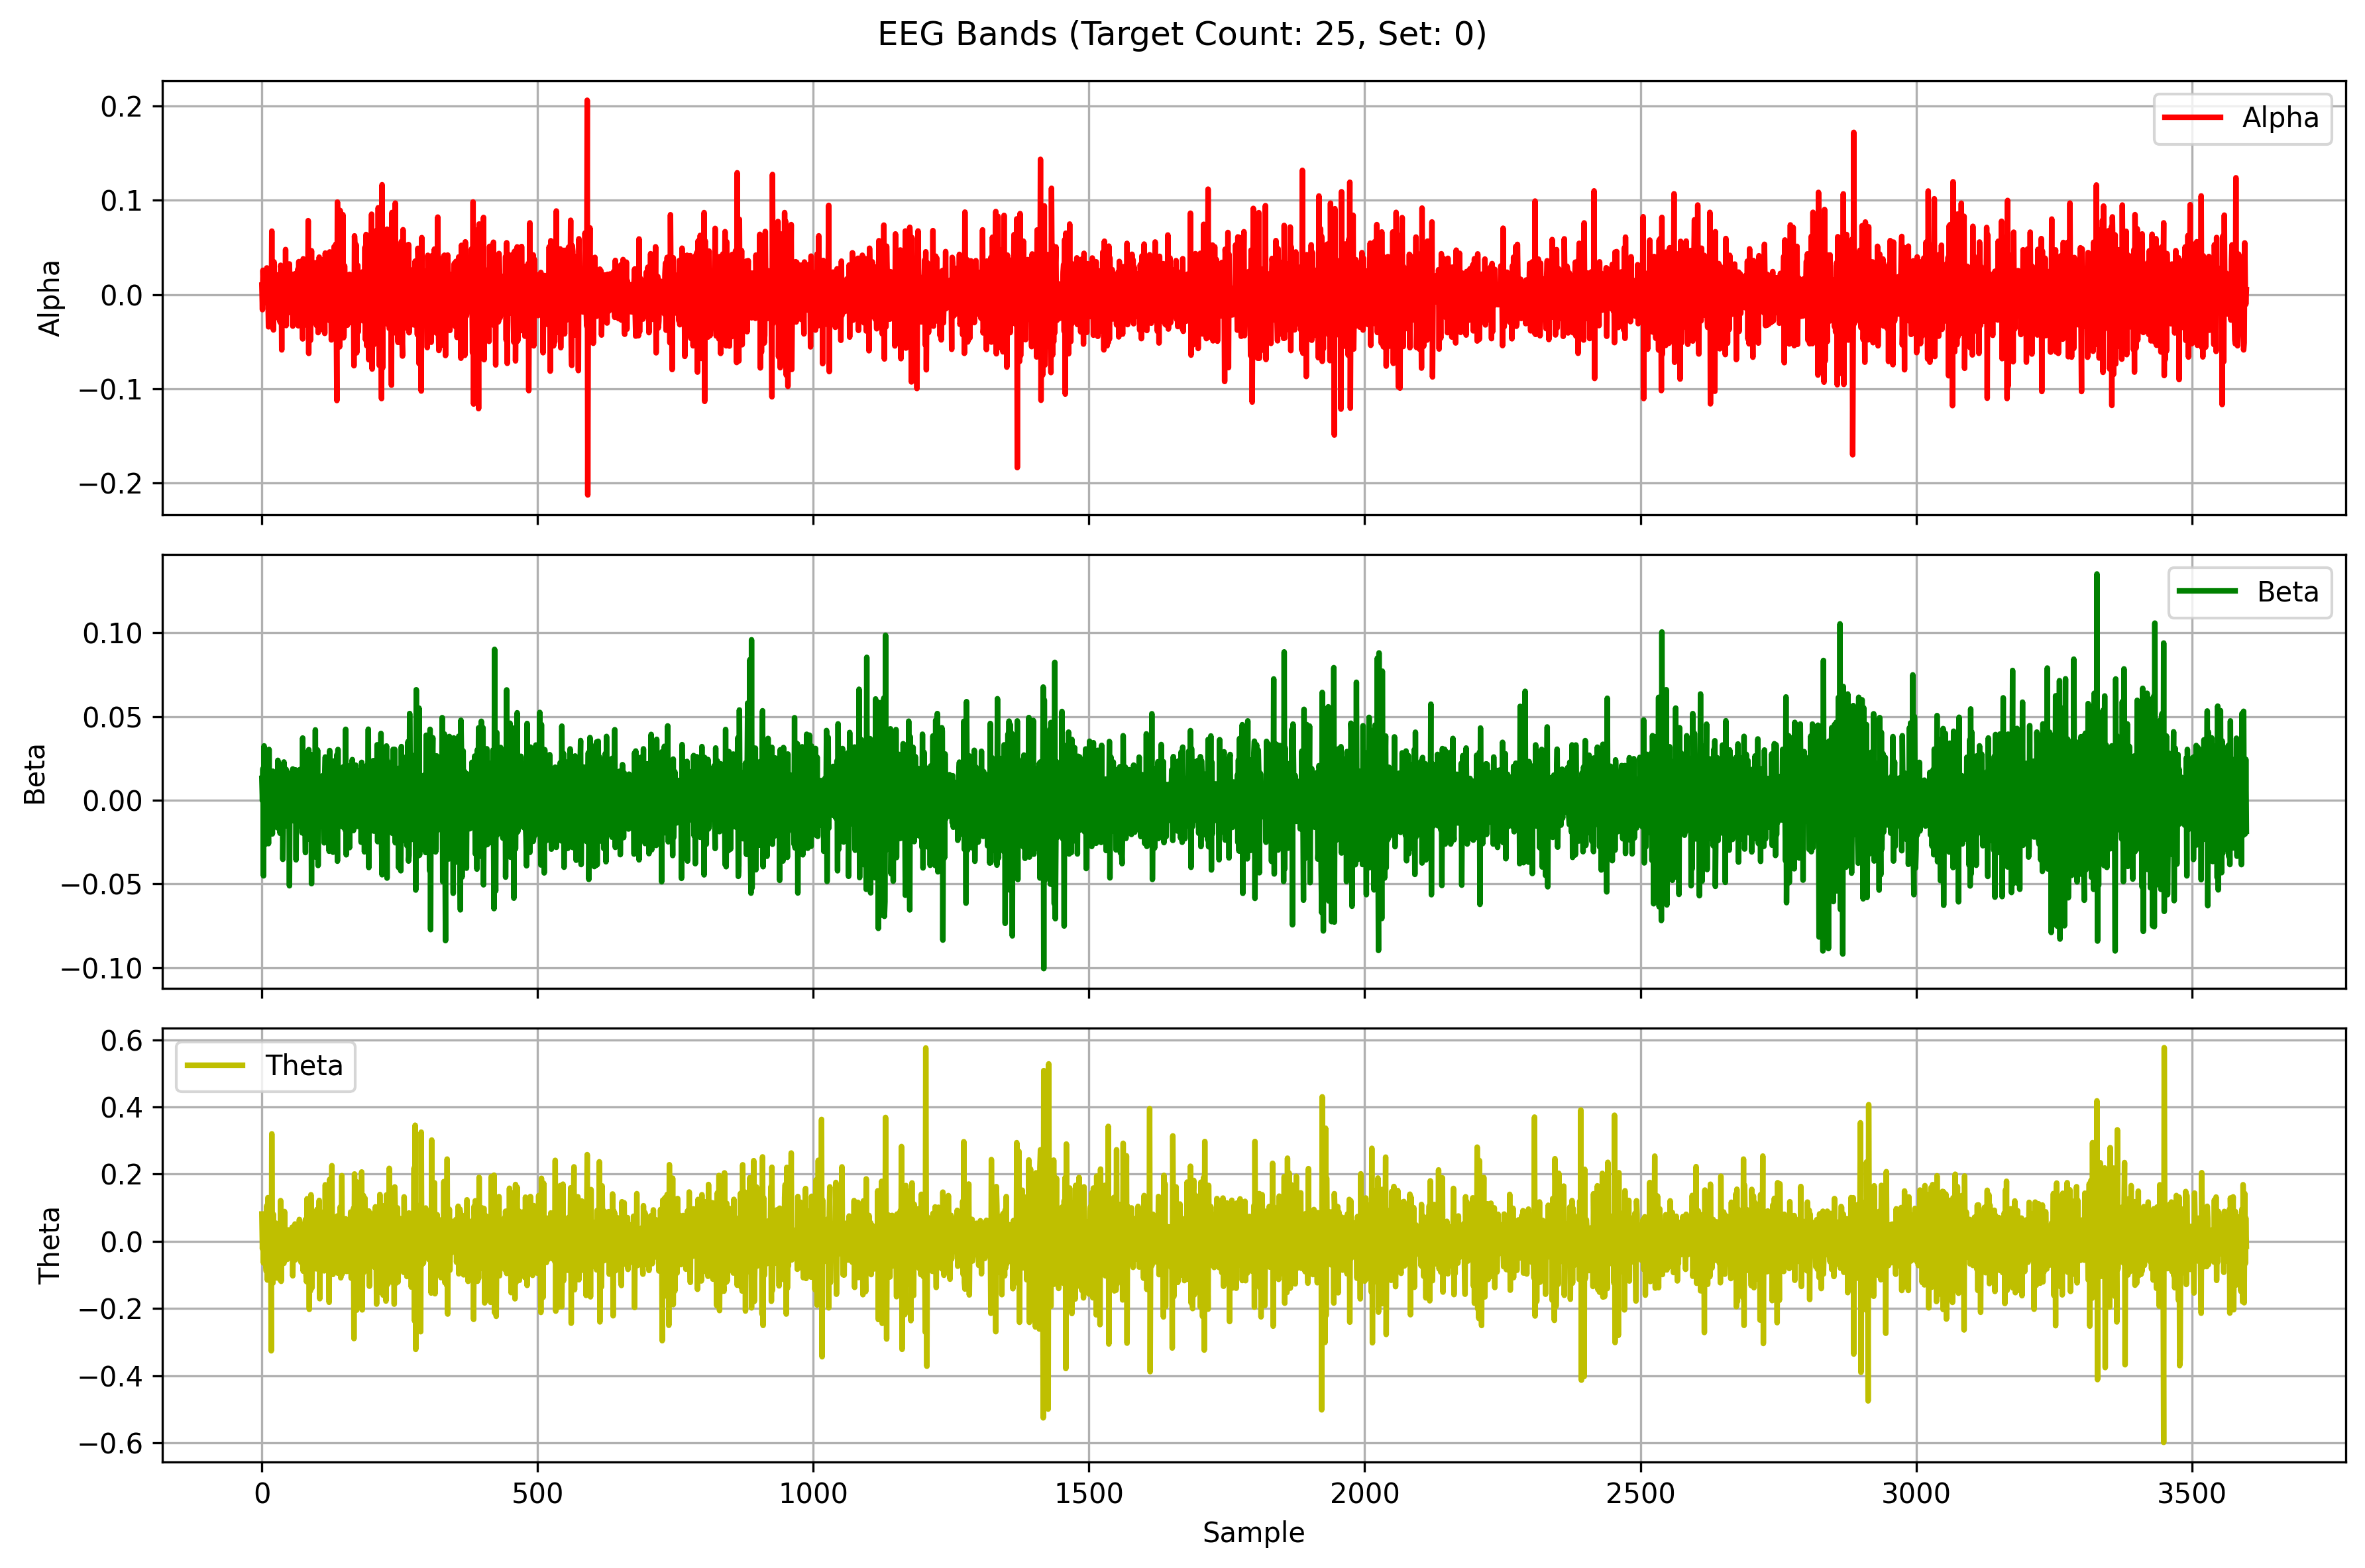 EEG Bands (Target Count: 25, Set: 0)
0.2
0.1
0.0
−0.1
−0.2
Alpha
Alpha
0.10
0.05
0.00
−0.05
−0.10
Beta
Beta
0.6
0.4
0.2
0.0
−0.2
−0.4
−0.6
Theta
Theta
0 500 1000 1500 2000 2500 3000 3500
Sample